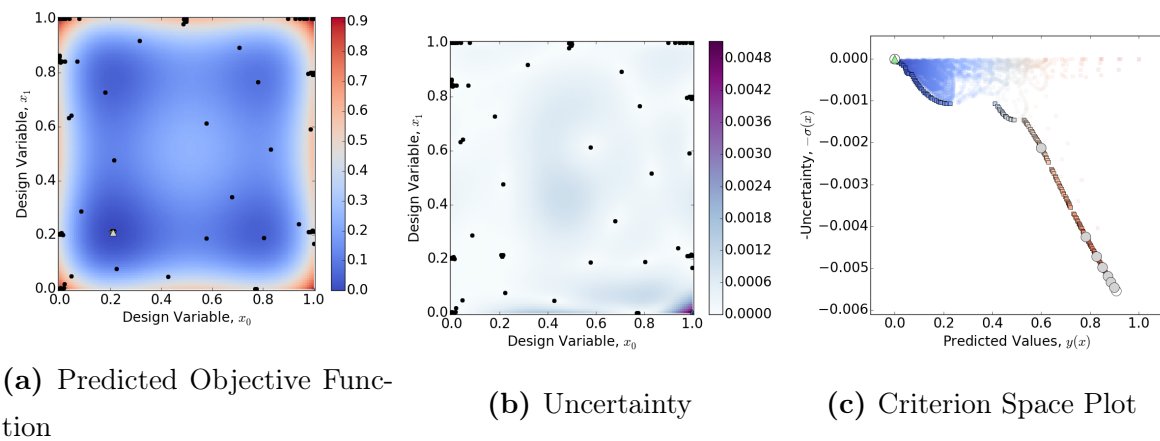 1.0
0.8
0.6
0.4
0.2
0.0
Design Variable, x₁
0.0 0.2 0.4 0.6 0.8 1.0
Design Variable, x₀
0.9
0.8
0.7
0.6
0.5
0.4
0.3
0.2
0.1
0.0
1.0
0.8
0.6
0.4
0.2
0.0
Design Variable, x₁
0.0 0.2 0.4 0.6 0.8 1.0
Design Variable, x₀
0.0048
0.0042
0.0036
0.0030
0.0024
0.0018
0.0012
0.0006
0.0000
0.000
−0.001
−0.002
−0.003
−0.004
−0.005
−0.006
-Uncertainty, −σ(x)
0.0 0.2 0.4 0.6 0.8 1.0
Predicted Values, y(x)
(a) Predicted Objective Func-
tion
(b) Uncertainty
(c) Criterion Space Plot